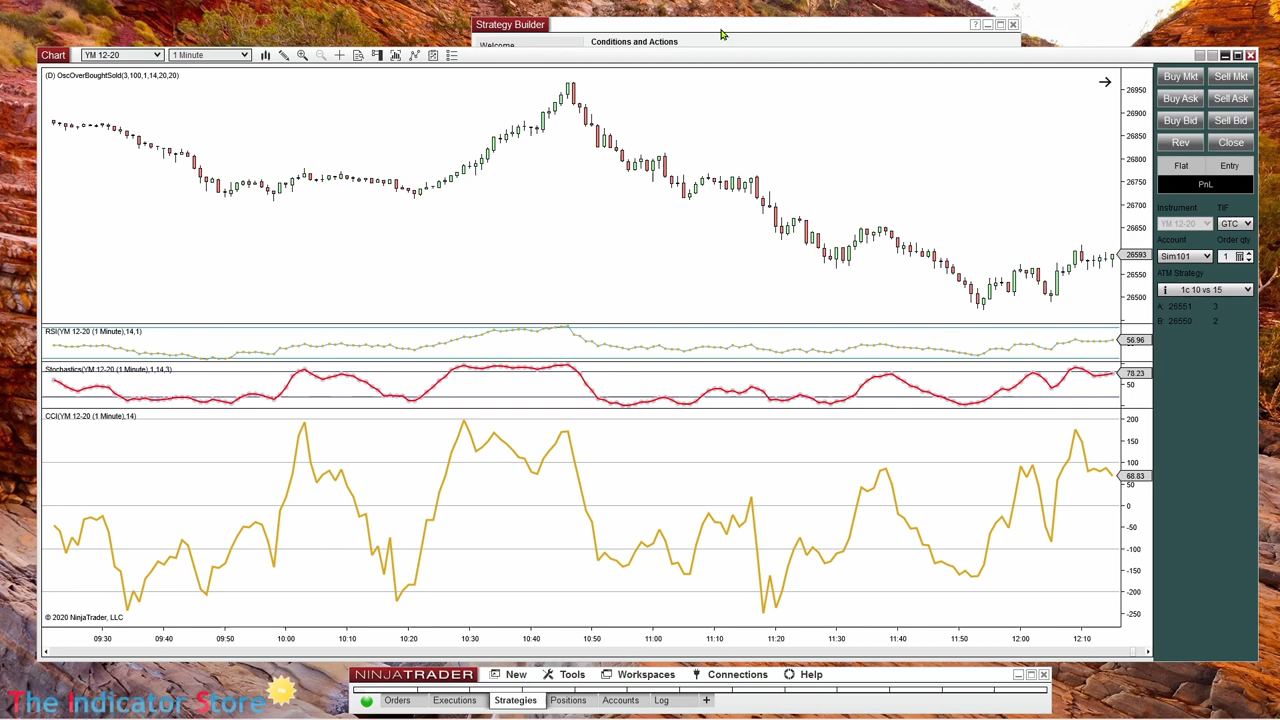 Strategy Builder
Welcome
Conditions and Actions
Chart YM 12-20 1 Minute
(D) OscOverBoughtSold(3,100,1,14,20,20)
26950
26900
26850
26800
26750
26700
26650
26593
26550
26500
RSI(YM 12-20 (1 Minute),14,1)
56.96
Stochastics(YM 12-20 (1 Minute),1,14,3)
78.23
50
CCI(YM 12-20 (1 Minute),14)
200
150
100
68.83
50
0
-50
-100
-150
-200
-250
© 2020 NinjaTrader, LLC
09:30 09:40 09:50 10:00 10:10 10:20 10:30 10:40 10:50 11:00 11:10 11:20 11:30 11:40 11:50 12:00 12:10
Buy Mkt Sell Mkt
Buy Ask Sell Ask
Buy Bid Sell Bid
Rev Close
Flat Entry
PnL
Instrument TIF
YM 12-20 GTC
Account Order qty
Sim101 1
ATM Strategy
1c 10 vs 15
A: 26551 3
B: 26550 2
NINJATRADER New Tools Workspaces Connections Help
Orders Executions Strategies Positions Accounts Log +
The Indicator Store